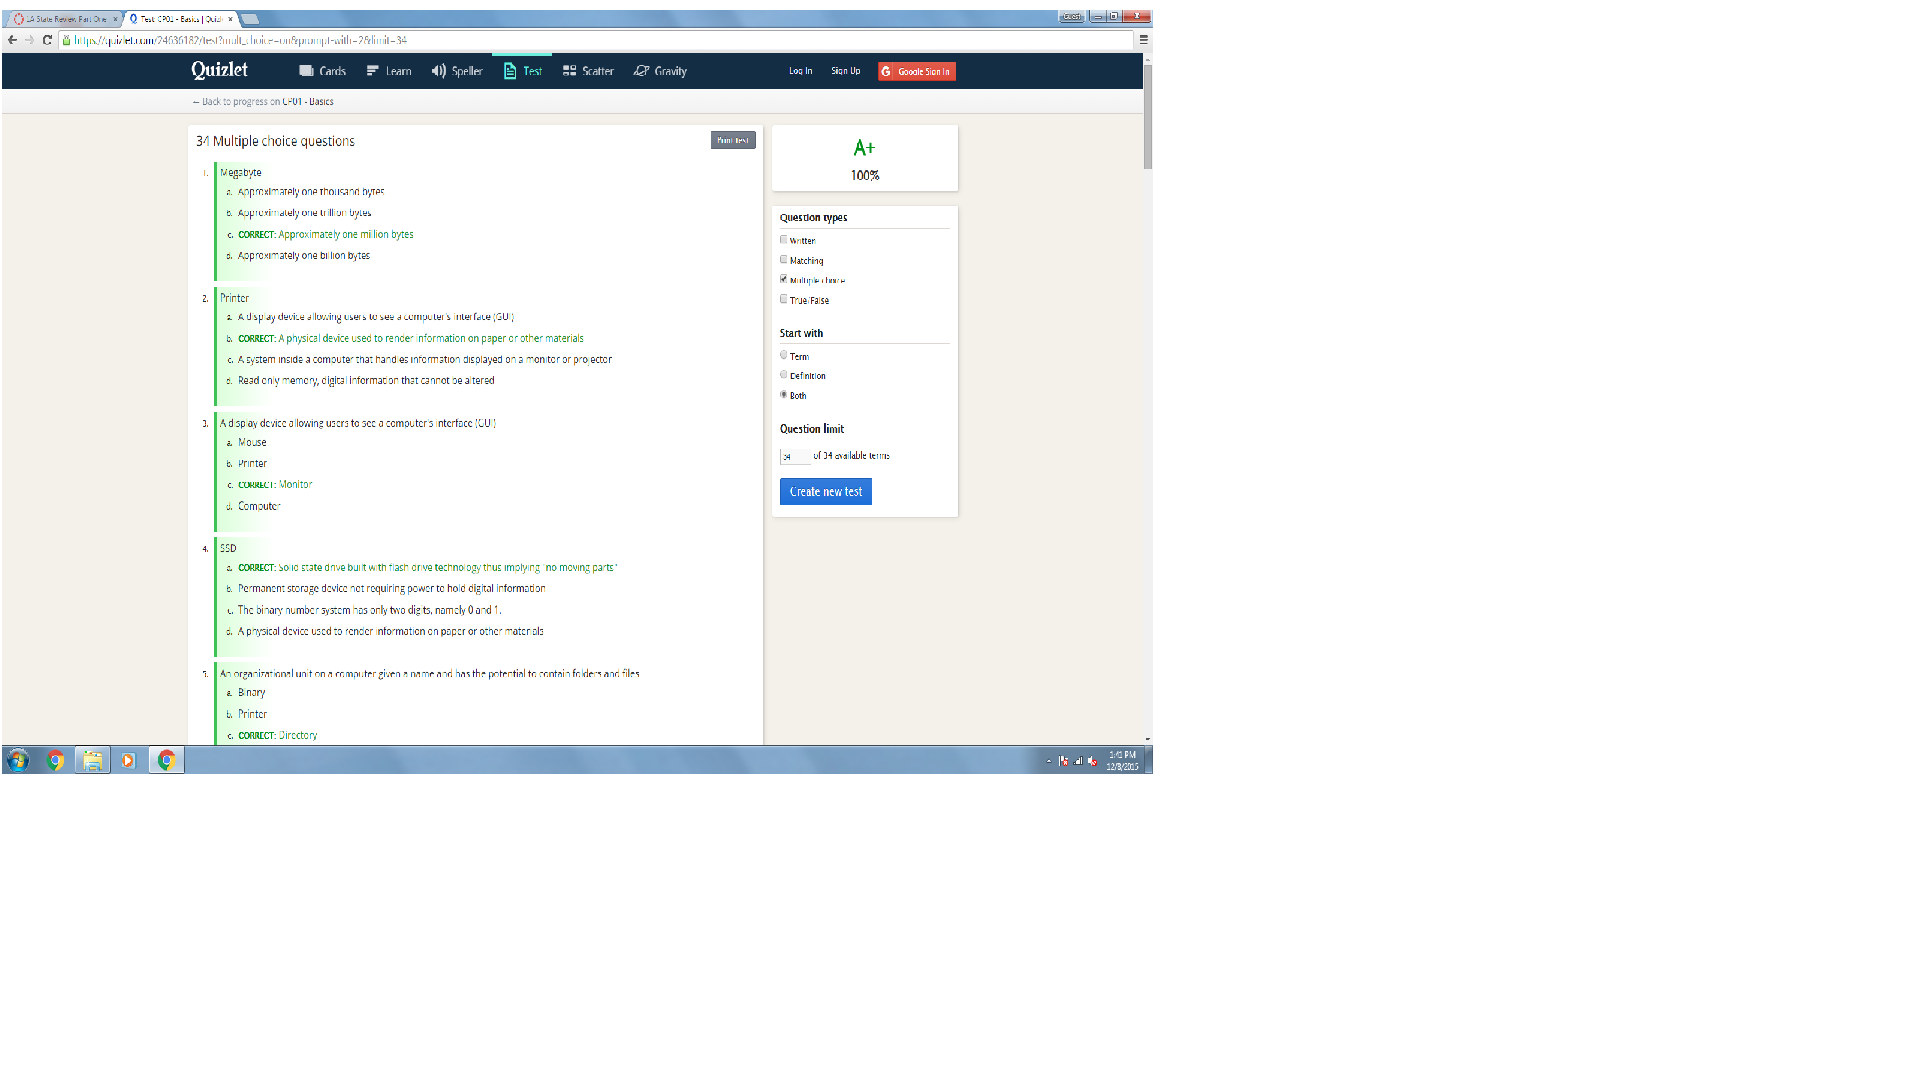 LA State Review Part One
Test: CP01 - Basics | Quizl
Guest
https://quizlet.com/24636182/test?mult_choice=on&prompt-with=2&limit=34
Quizlet
Cards
Learn
Speller
Test
Scatter
Gravity
Log In
Sign Up
G Google Sign In
← Back to progress on CP01 - Basics
34 Multiple choice questions
Print test
1. Megabyte
a. Approximately one thousand bytes
b. Approximately one trillion bytes
c. CORRECT: Approximately one million bytes
d. Approximately one billion bytes
2. Printer
a. A display device allowing users to see a computer's interface (GUI)
b. CORRECT: A physical device used to render information on paper or other materials
c. A system inside a computer that handles information displayed on a monitor or projector
d. Read only memory, digital information that cannot be altered
3. A display device allowing users to see a computer's interface (GUI)
a. Mouse
b. Printer
c. CORRECT: Monitor
d. Computer
4. SSD
a. CORRECT: Solid state drive built with flash drive technology thus implying "no moving parts"
b. Permanent storage device not requiring power to hold digital information
c. The binary number system has only two digits, namely 0 and 1.
d. A physical device used to render information on paper or other materials
5. An organizational unit on a computer given a name and has the potential to contain folders and files
a. Binary
b. Printer
c. CORRECT: Directory
A+
100%
Question types
Written
Matching
Multiple choice
True/False
Start with
Term
Definition
Both
Question limit
34 of 34 available terms
Create new test
1:41 PM
12/8/2015